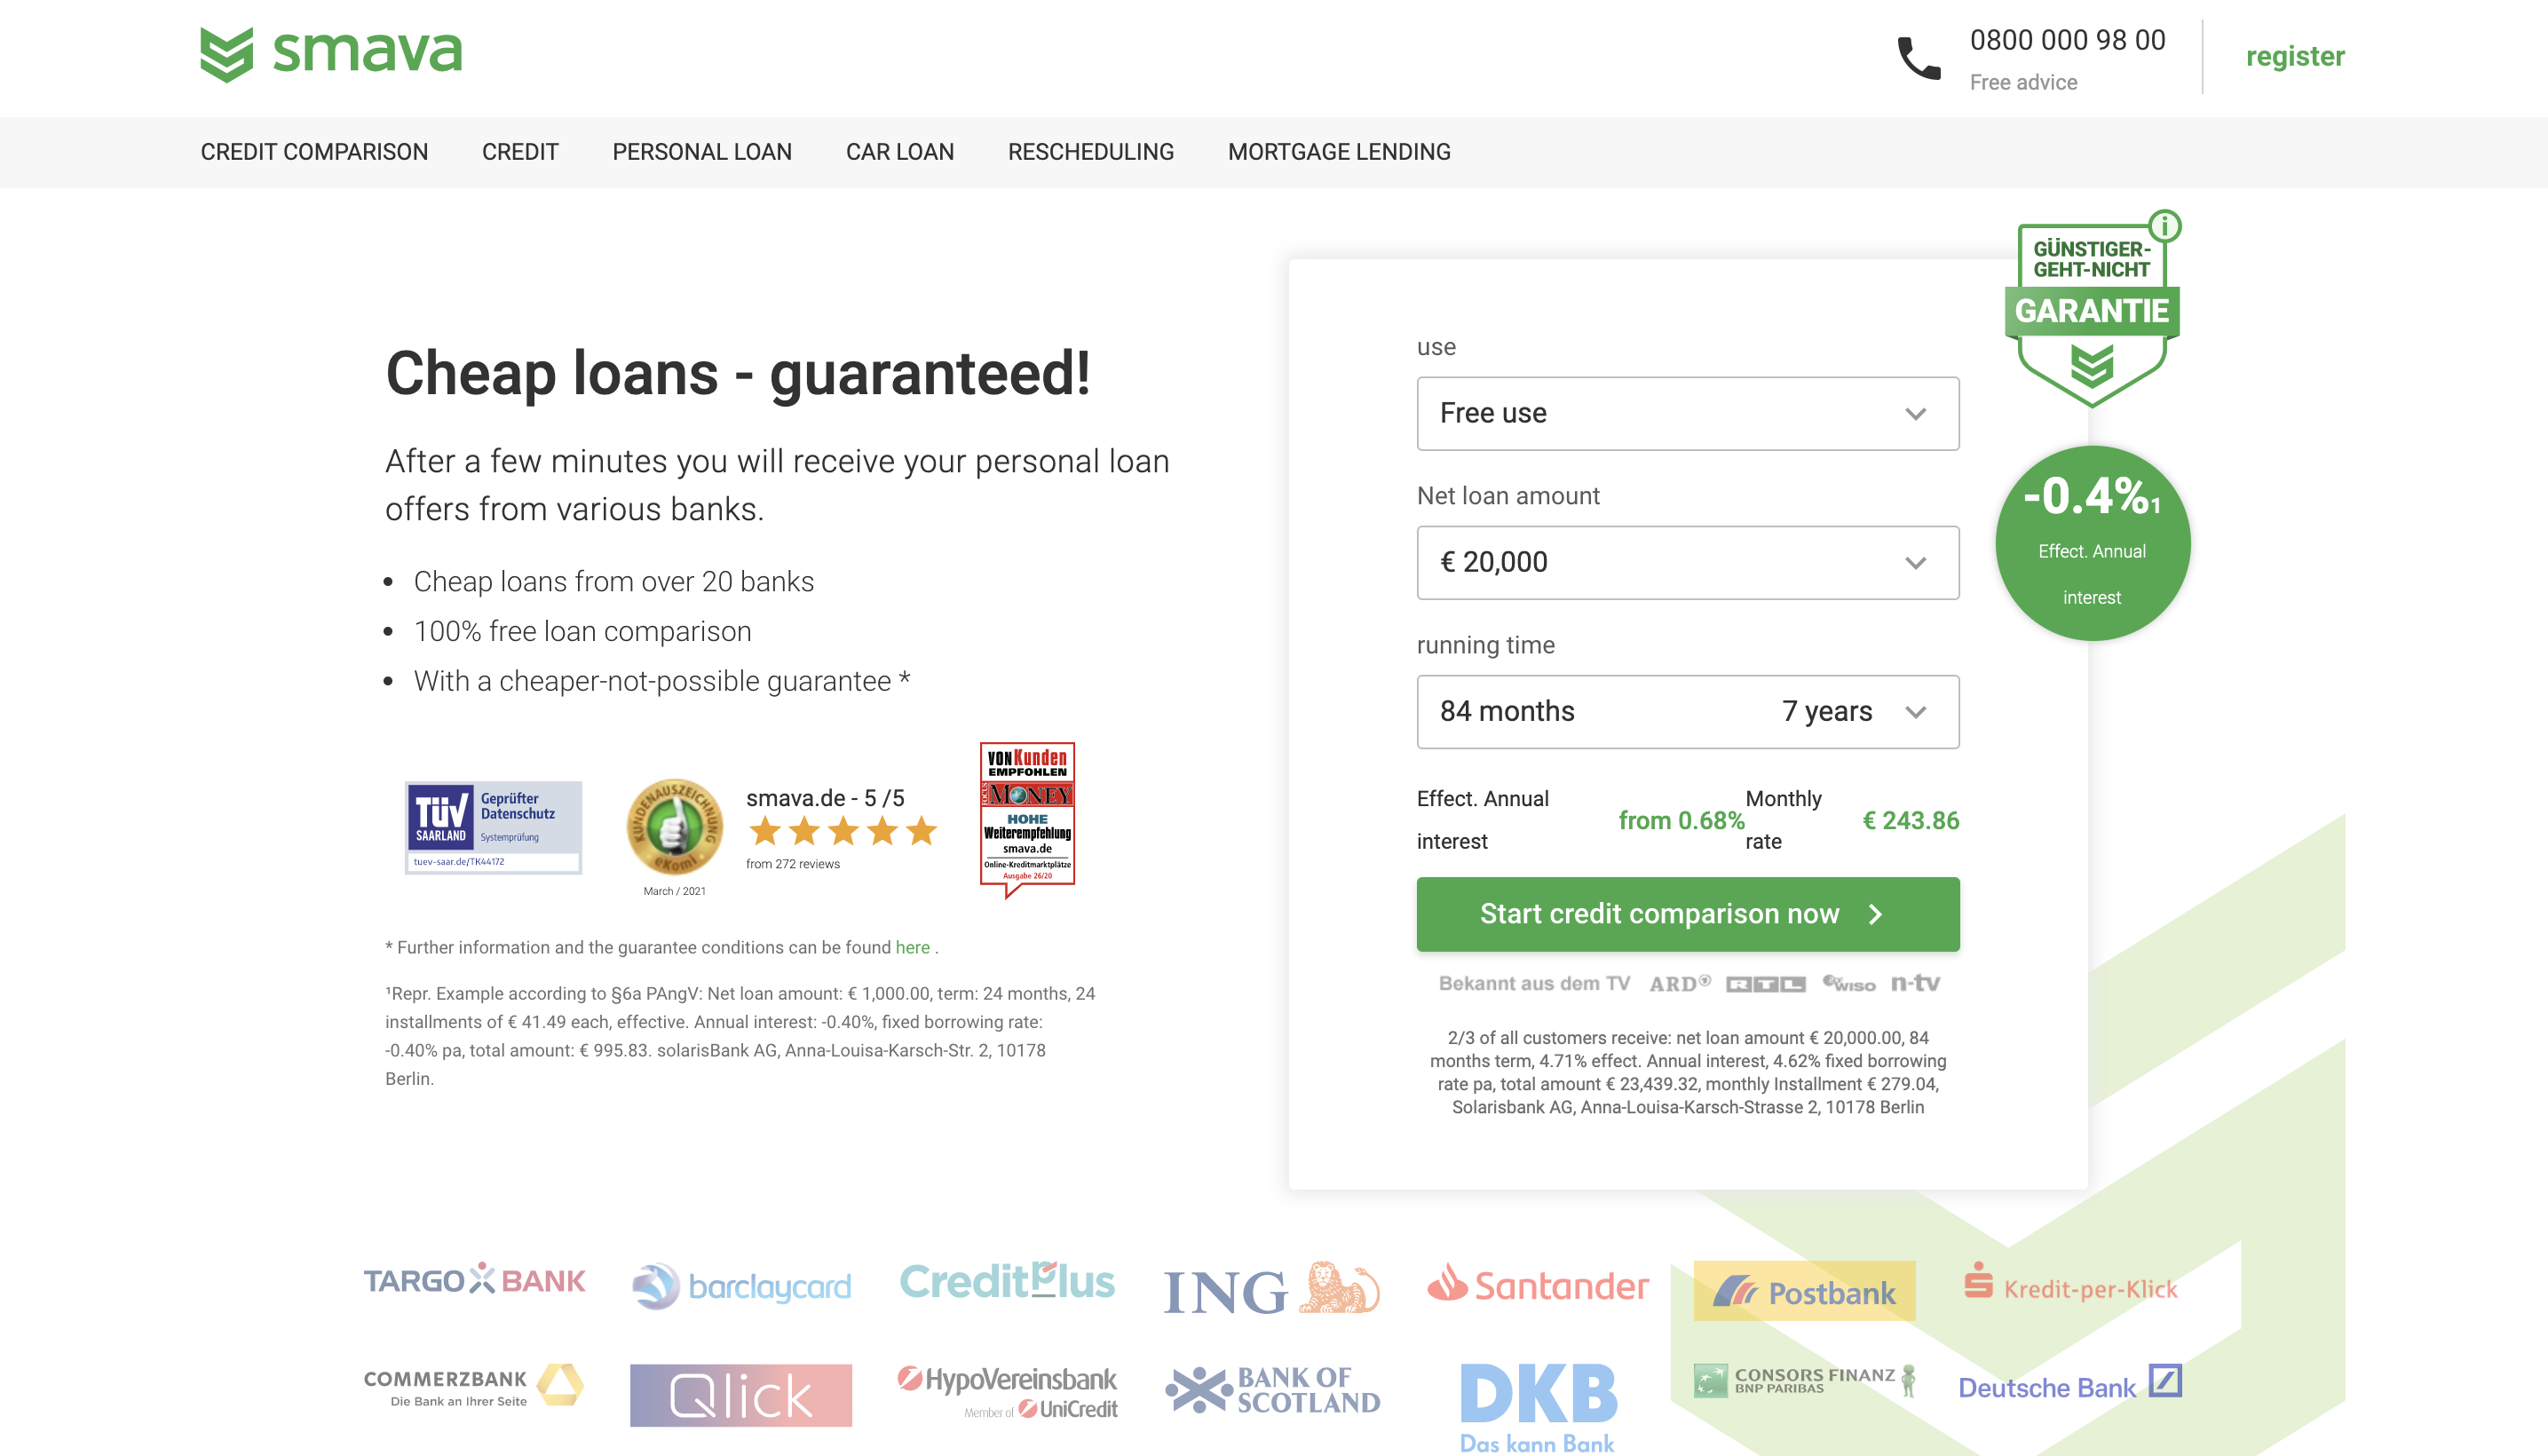 smava
0800 000 98 00
Free advice
register
CREDIT COMPARISON CREDIT PERSONAL LOAN CAR LOAN RESCHEDULING MORTGAGE LENDING
Cheap loans - guaranteed!
After a few minutes you will receive your personal loan
offers from various banks.
• Cheap loans from over 20 banks
• 100% free loan comparison
• With a cheaper-not-possible guarantee *
TÜV
SAARLAND
Geprüfter
Datenschutz
Systemprüfung
tuev-saar.de/TK44172
KUNDENAUSZEICHNUNG
eKomi
March / 2021
smava.de - 5 /5
from 272 reviews
VON Kunden
EMPFOHLEN
FOCUS MONEY
HOHE
Weiterempfehlung
smava.de
Online-Kreditmarktplätze
Ausgabe 26/20
* Further information and the guarantee conditions can be found here .
¹Repr. Example according to §6a PAngV: Net loan amount: € 1,000.00, term: 24 months, 24
installments of € 41.49 each, effective. Annual interest: -0.40%, fixed borrowing rate:
-0.40% pa, total amount: € 995.83. solarisBank AG, Anna-Louisa-Karsch-Str. 2, 10178
Berlin.
i
GÜNSTIGER-
GEHT-NICHT
GARANTIE
-0.4%1
Effect. Annual
interest
use
Free use
Net loan amount
€ 20,000
running time
84 months 7 years
Effect. Annual
interest
from 0.68%
Monthly
rate
€ 243.86
Start credit comparison now
Bekannt aus dem TV ARD RTL WISO n-tv
2/3 of all customers receive: net loan amount € 20,000.00, 84
months term, 4.71% effect. Annual interest, 4.62% fixed borrowing
rate pa, total amount € 23,439.32, monthly Installment € 279.04,
Solarisbank AG, Anna-Louisa-Karsch-Strasse 2, 10178 Berlin
TARGO BANK
barclaycard
CreditPlus
ING
Santander
Postbank
Kredit-per-Klick
COMMERZBANK
Die Bank an Ihrer Seite
Qlick
HypoVereinsbank
Member of UniCredit
BANK OF
SCOTLAND
DKB
Das kann Bank
CONSORS FINANZ
BNP PARIBAS
Deutsche Bank